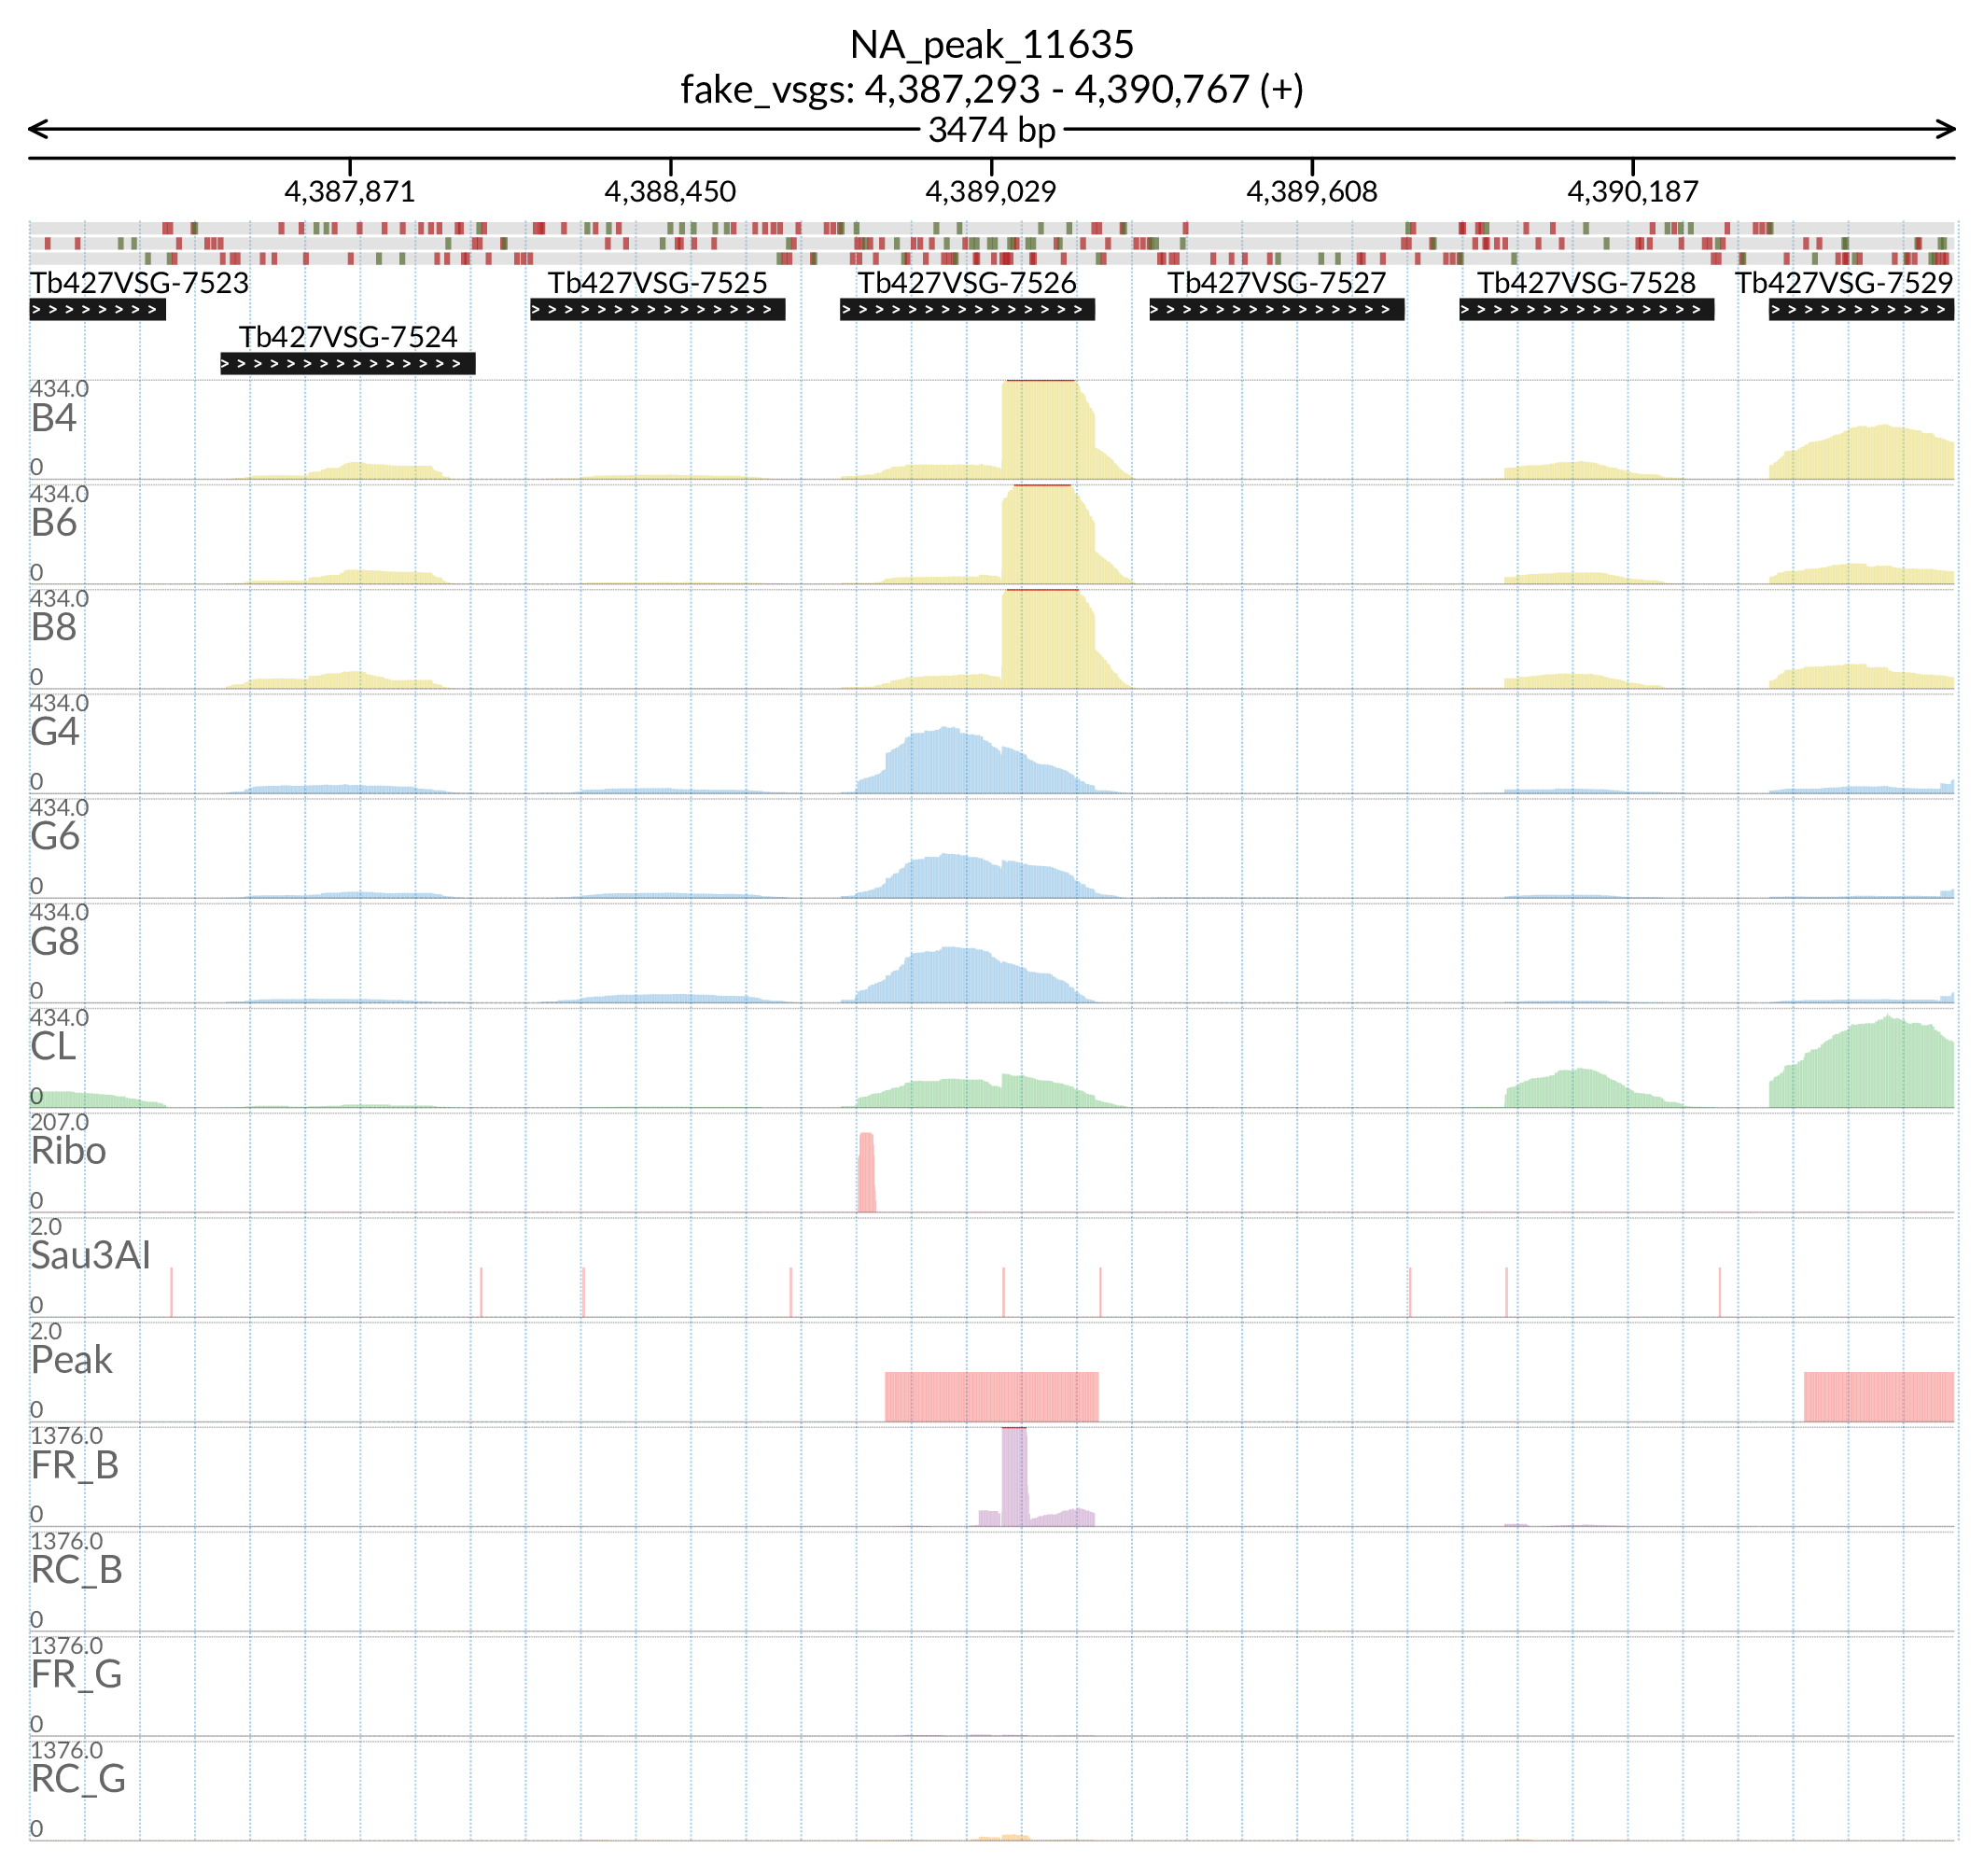 NA_peak_11635
fake_vsgs: 4,387,293 - 4,390,767 (+)
3474 bp
4,387,871 4,388,450 4,389,029 4,389,608 4,390,187
Tb427VSG-7523 Tb427VSG-7525 Tb427VSG-7526 Tb427VSG-7527 Tb427VSG-7528 Tb427VSG-7529
Tb427VSG-7524
434.0
B4
0
434.0
B6
0
434.0
B8
0
434.0
G4
0
434.0
G6
0
434.0
G8
0
434.0
CL
0
207.0
Ribo
0
2.0
Sau3AI
0
2.0
Peak
0
1376.0
FR_B
0
1376.0
RC_B
0
1376.0
FR_G
0
1376.0
RC_G
0